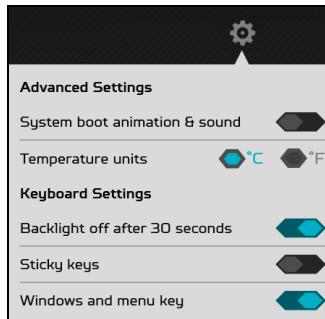 Advanced Settings
System boot animation & sound
Temperature units °C °F
Keyboard Settings
Backlight off after 30 seconds
Sticky keys
Windows and menu key